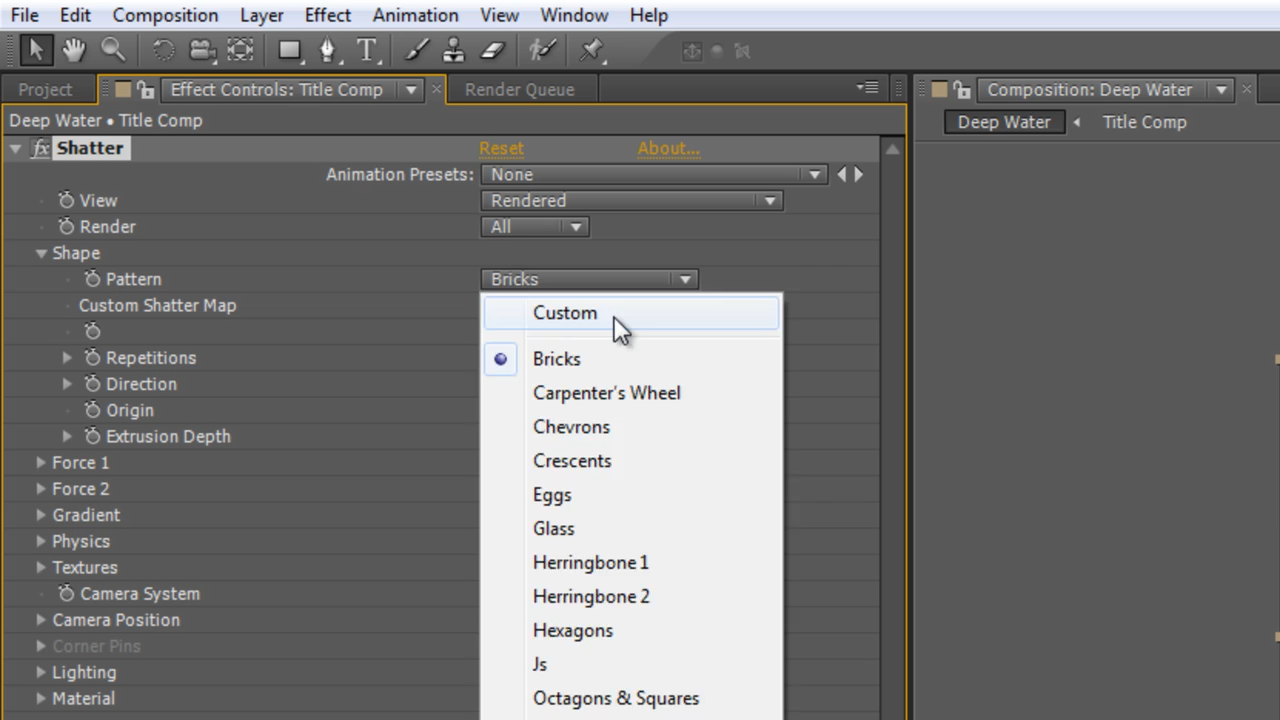 File Edit Composition Layer Effect Animation View Window Help
T
Project Effect Controls: Title Comp × Render Queue Composition: Deep Water ×
Deep Water • Title Comp
Deep Water Title Comp
fx Shatter Reset About...
Animation Presets: None
View Rendered
Render All
Shape
Pattern Bricks
Custom Shatter Map
Repetitions
Direction
Origin
Extrusion Depth
Force 1
Force 2
Gradient
Physics
Textures
Camera System
Camera Position
Corner Pins
Lighting
Material
Custom
Bricks
Carpenter's Wheel
Chevrons
Crescents
Eggs
Glass
Herringbone 1
Herringbone 2
Hexagons
Js
Octagons & Squares